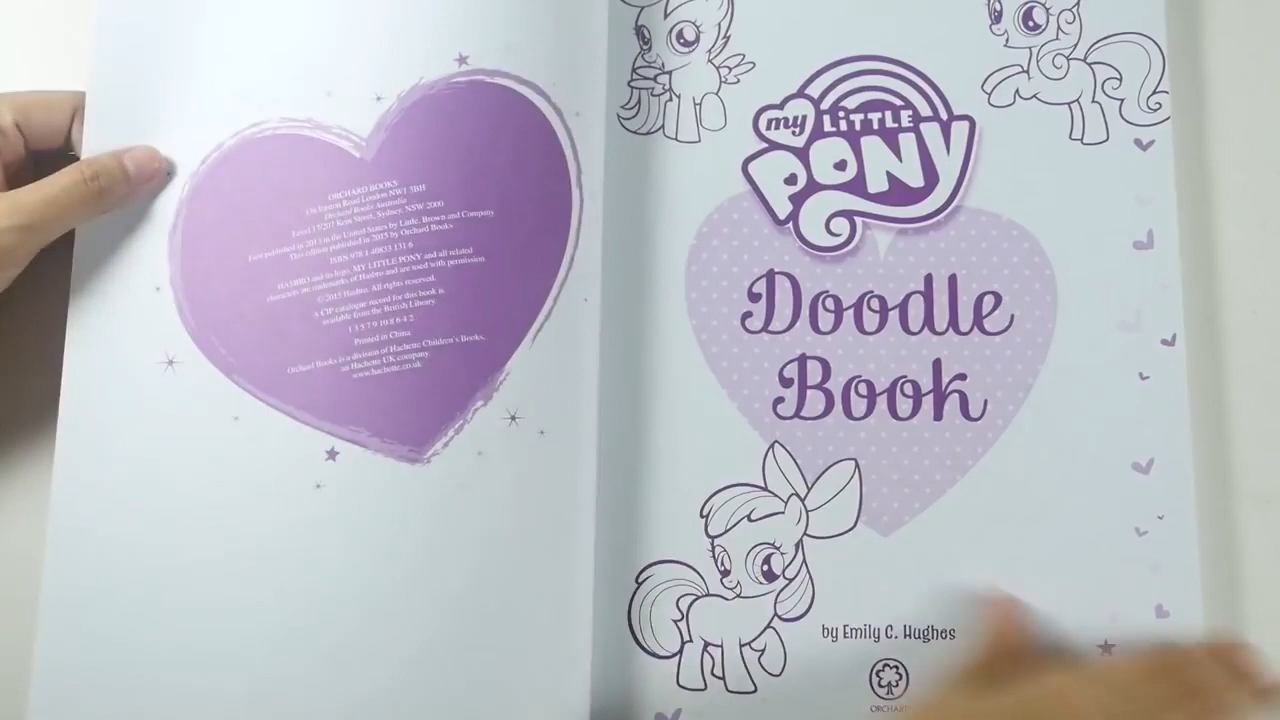 ORCHARD BOOKS
Euston Road London NW1 3BH
Orchard Books Australia
Level 17/207 Kent Street, Sydney, NSW 2000
First published in 2013 in the United States by Little, Brown and Company
This edition published in 2015 by Orchard Books
ISBN 978 1 40833 131 6
HASBRO and its logo, MY LITTLE PONY and all related
characters are trademarks of Hasbro and are used with permission.
© 2015 Hasbro. All rights reserved.
A CIP catalogue record for this book is
available from the British Library.
1 3 5 7 9 10 8 6 4 2
Printed in China
Orchard Books is a division of Hachette Children's Books,
an Hachette UK company.
www.hachette.co.uk
my LiTTLE
PONY
Doodle
Book
by Emily C. Hughes